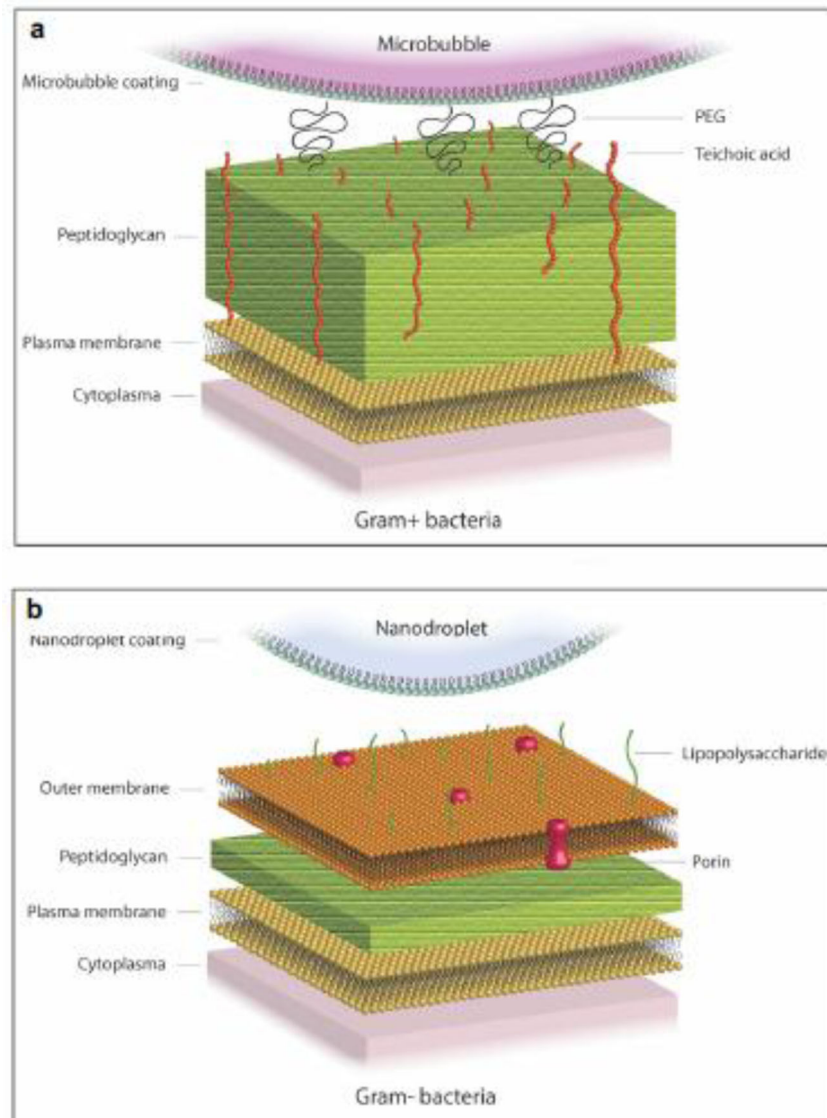 a
Microbubble
Microbubble coating
PEG
Teichoic acid
Peptidoglycan
Plasma membrane
Cytoplasma
Gram+ bacteria
b
Nanodroplet
Nanodroplet coating
Lipopolysaccharide
Outer membrane
Peptidoglycan
Porin
Plasma membrane
Cytoplasma
Gram- bacteria